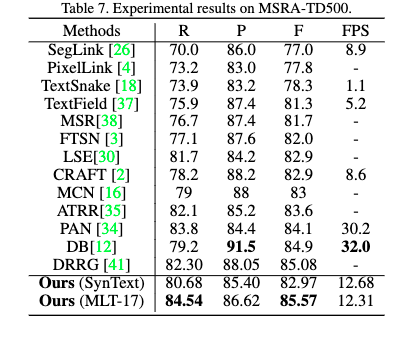 Table 7. Experimental results on MSRA-TD500.
Methods R P F FPS
SegLink [26] 70.0 86.0 77.0 8.9
PixelLink [4] 73.2 83.0 77.8 -
TextSnake [18] 73.9 83.2 78.3 1.1
TextField [37] 75.9 87.4 81.3 5.2
MSR[38] 76.7 87.4 81.7 -
FTSN [3] 77.1 87.6 82.0 -
LSE[30] 81.7 84.2 82.9 -
CRAFT [2] 78.2 88.2 82.9 8.6
MCN [16] 79 88 83 -
ATRR[35] 82.1 85.2 83.6 -
PAN [34] 83.8 84.4 84.1 30.2
DB[12] 79.2 91.5 84.9 32.0
DRRG [41] 82.30 88.05 85.08 -
Ours (SynText) 80.68 85.40 82.97 12.68
Ours (MLT-17) 84.54 86.62 85.57 12.31